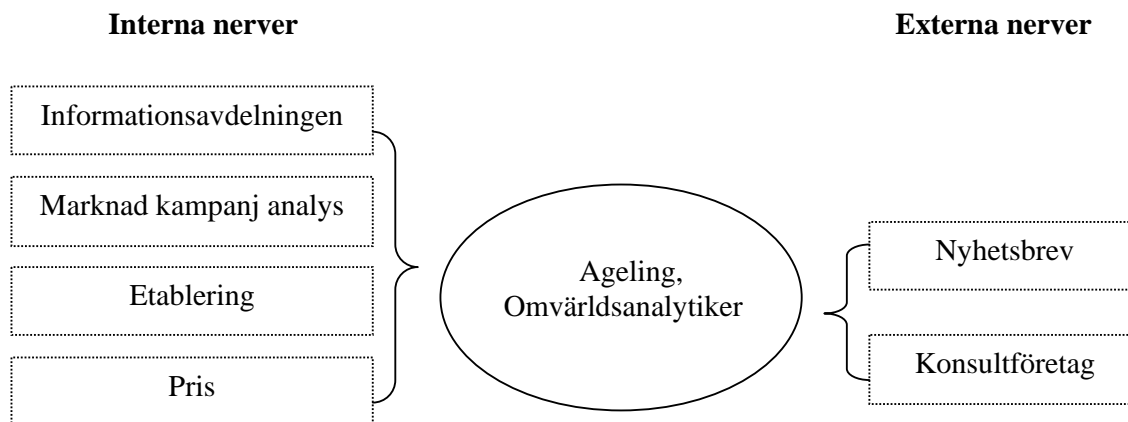 Interna nerver
Externa nerver
Informationsavdelningen
Marknad kampanj analys
Etablering
Pris
Ageling,
Omvärldsanalytiker
Nyhetsbrev
Konsultföretag